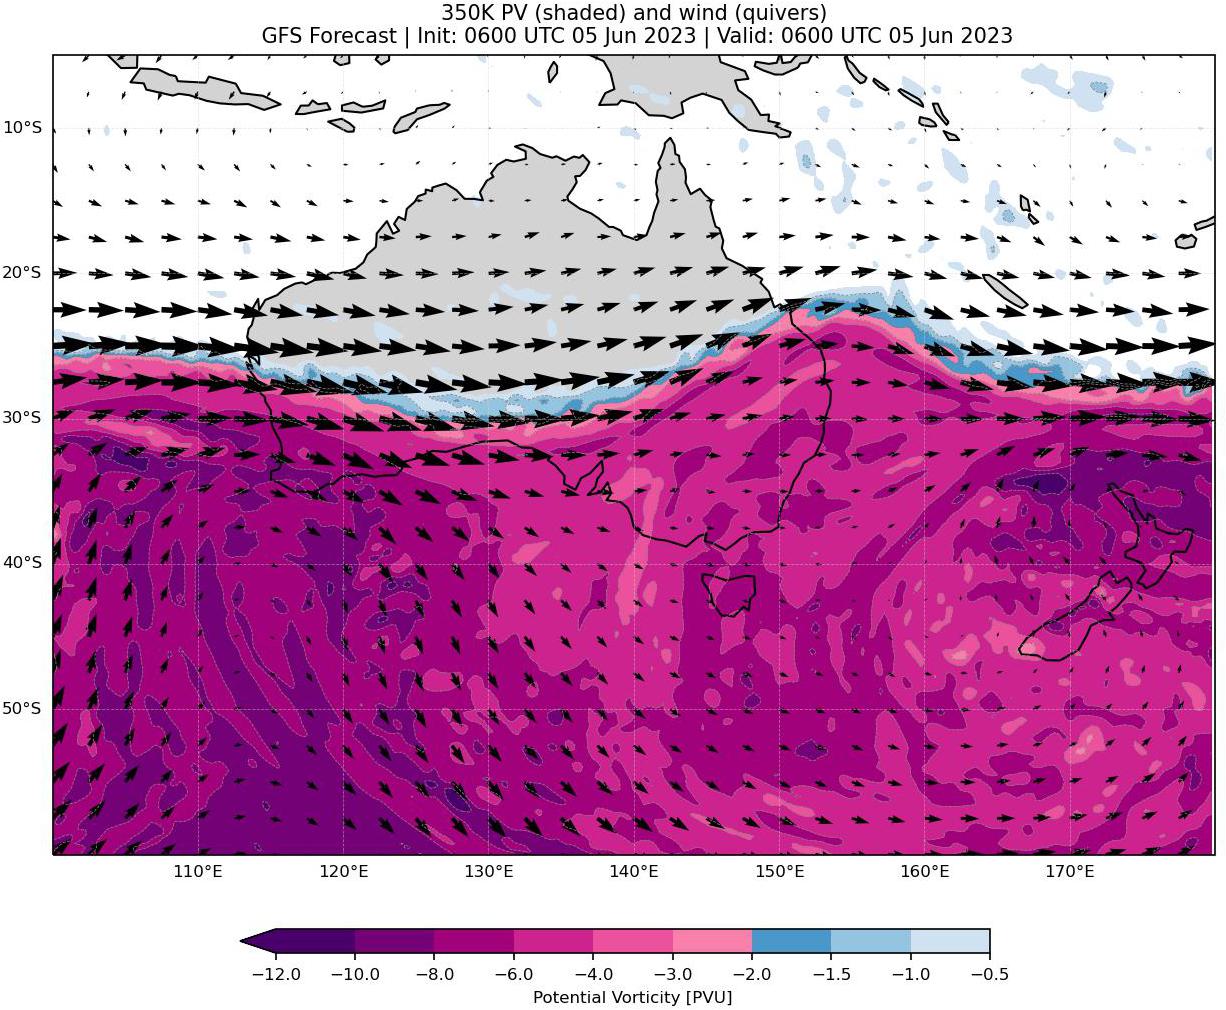 350K PV (shaded) and wind (quivers)
GFS Forecast | Init: 0600 UTC 05 Jun 2023 | Valid: 0600 UTC 05 Jun 2023
10°S
20°S
30°S
40°S
50°S
110°E 120°E 130°E 140°E 150°E 160°E 170°E
−12.0 −10.0 −8.0 −6.0 −4.0 −3.0 −2.0 −1.5 −1.0 −0.5
Potential Vorticity [PVU]